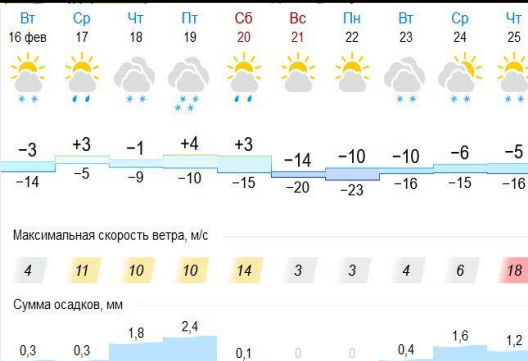 Вт Ср Чт Пт Сб Вс Пн Вт Ср Чт
16 фев 17 18 19 20 21 22 23 24 25
−3 +3 −1 +4 +3 −14 −10 −10 −6 −5
−14 −5 −9 −10 −15 −20 −23 −16 −15 −16
Максимальная скорость ветра, м/с
4 11 10 10 14 3 3 4 6 18
Сумма осадков, мм
0,3 0,3 1,8 2,4 0,1 0 0 0,4 1,6 1,2